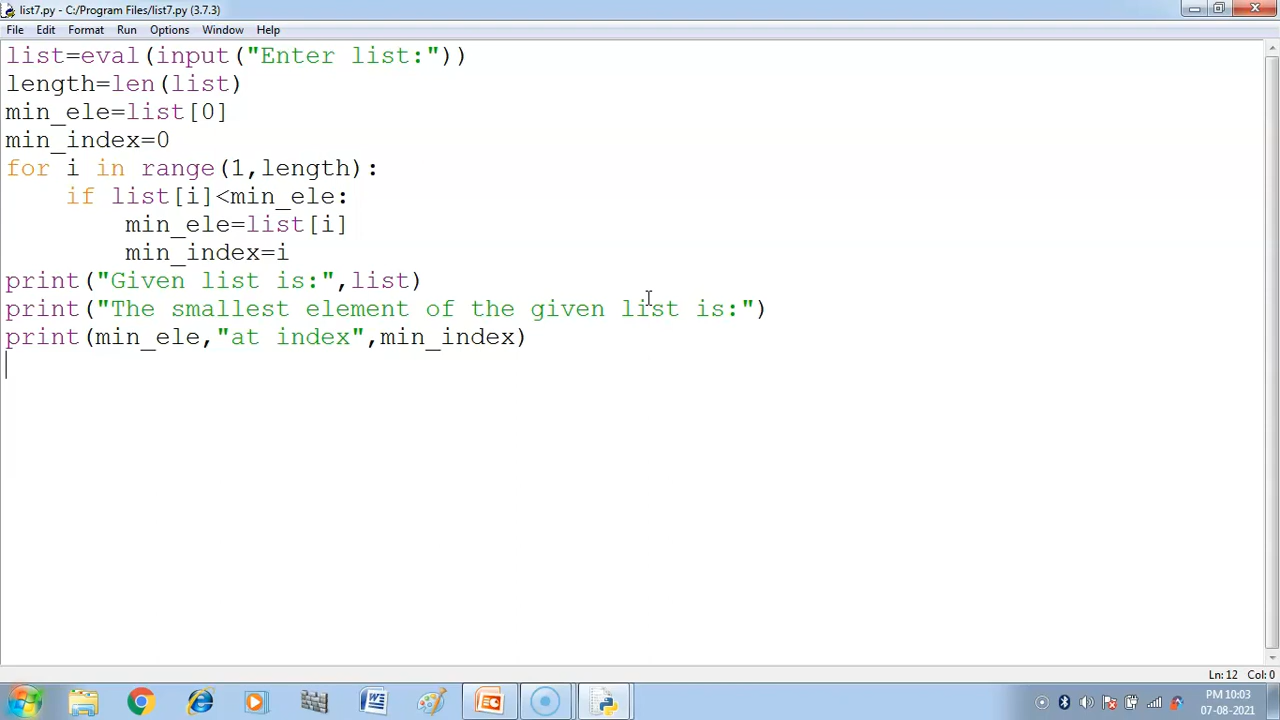 list7.py - C:/Program Files/list7.py (3.7.3)
File Edit Format Run Options Window Help
list=eval(input("Enter list:"))
length=len(list)
min_ele=list[0]
min_index=0
for i in range(1,length):
    if list[i]<min_ele:
        min_ele=list[i]
        min_index=i
print("Given list is:",list)
print("The smallest element of the given list is:")
print(min_ele,"at index",min_index)
Ln: 12 Col: 0
PM 10:03
07-08-2021